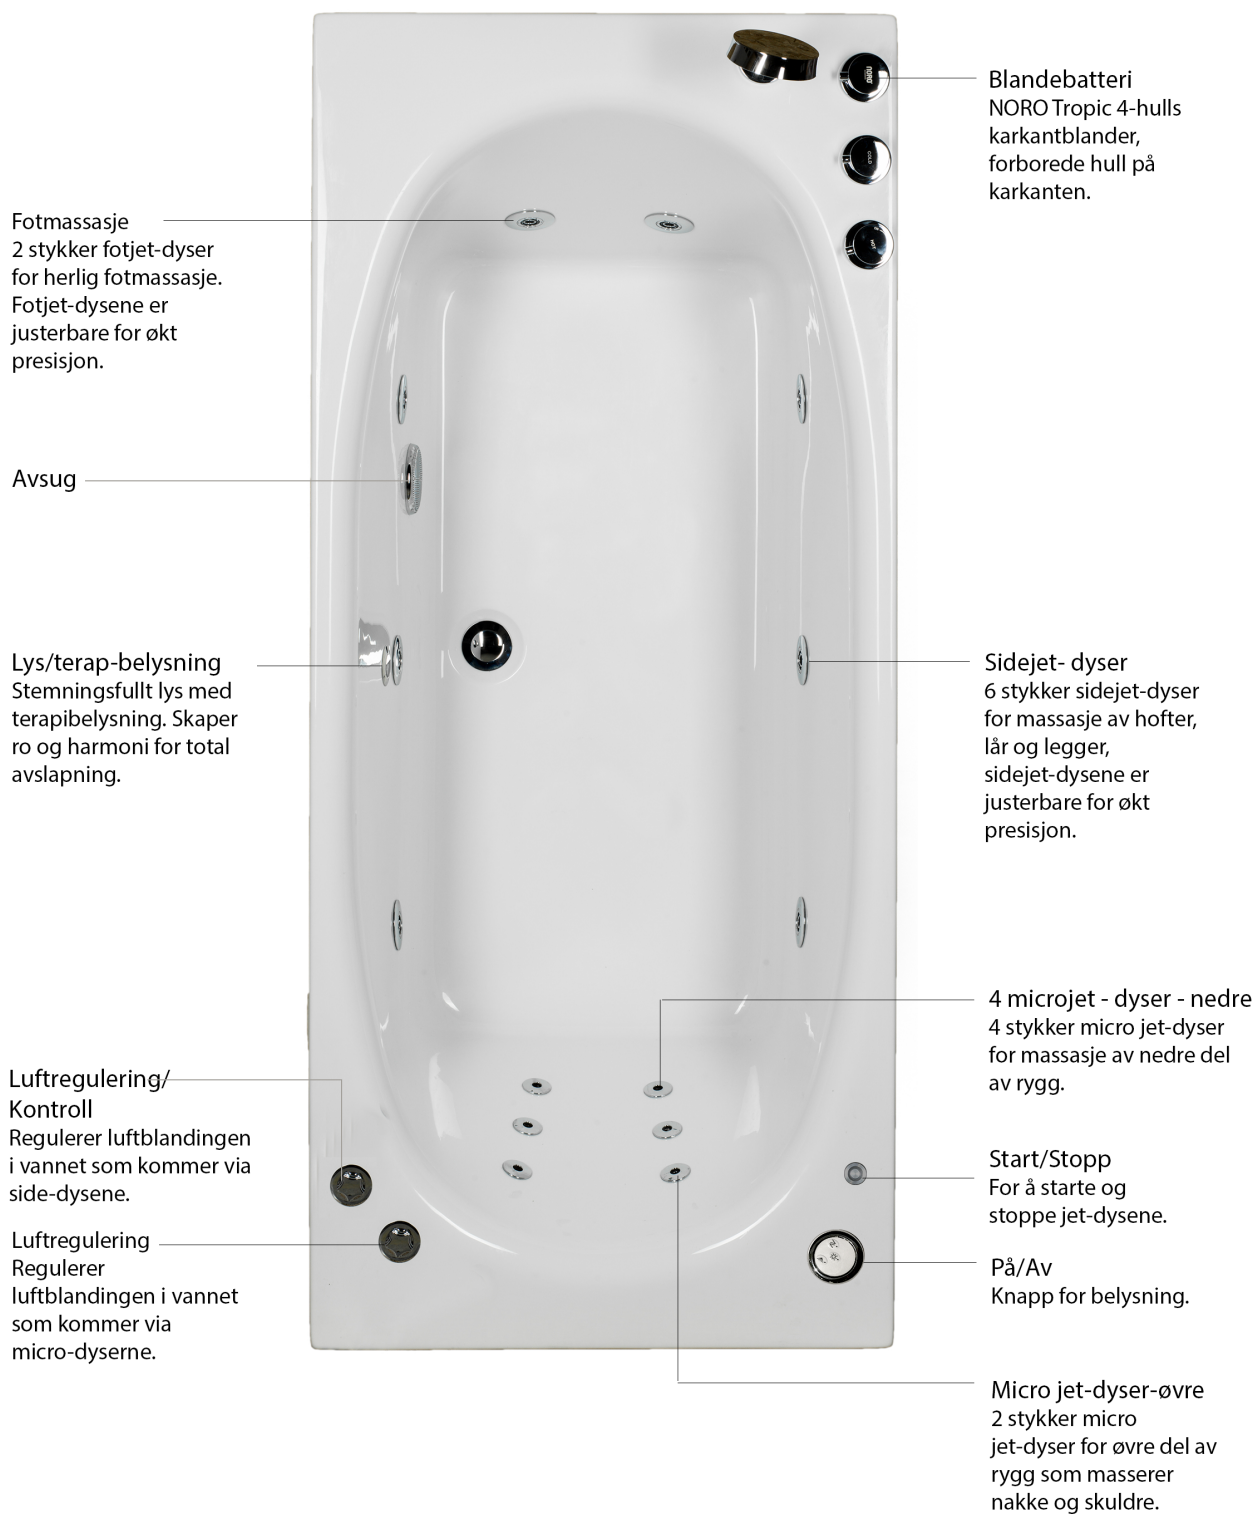 Blandebatteri
NORO Tropic 4-hulls
karkantblander,
forborede hull på
karkanten.
NORO
COLD
HOT
Fotmassasje
2 stykker fotjet-dyser
for herlig fotmassasje.
Fotjet-dysene er
justerbare for økt
presisjon.
Avsug
Lys/terap-belysning
Stemningsfullt lys med
terapibelysning. Skaper
ro og harmoni for total
avslapning.
Sidejet- dyser
6 stykker sidejet-dyser
for massasje av hofter,
lår og legger,
sidejet-dysene er
justerbare for økt
presisjon.
4 microjet - dyser - nedre
4 stykker micro jet-dyser
for massasje av nedre del
av rygg.
Luftregulering/
Kontroll
Regulerer luftblandingen
i vannet som kommer via
side-dysene.
Start/Stopp
For å starte og
stoppe jet-dysene.
Luftregulering
Regulerer
luftblandingen i vannet
som kommer via
micro-dyserne.
På/Av
Knapp for belysning.
Micro jet-dyser-øvre
2 stykker micro
jet-dyser for øvre del av
rygg som masserer
nakke og skuldre.